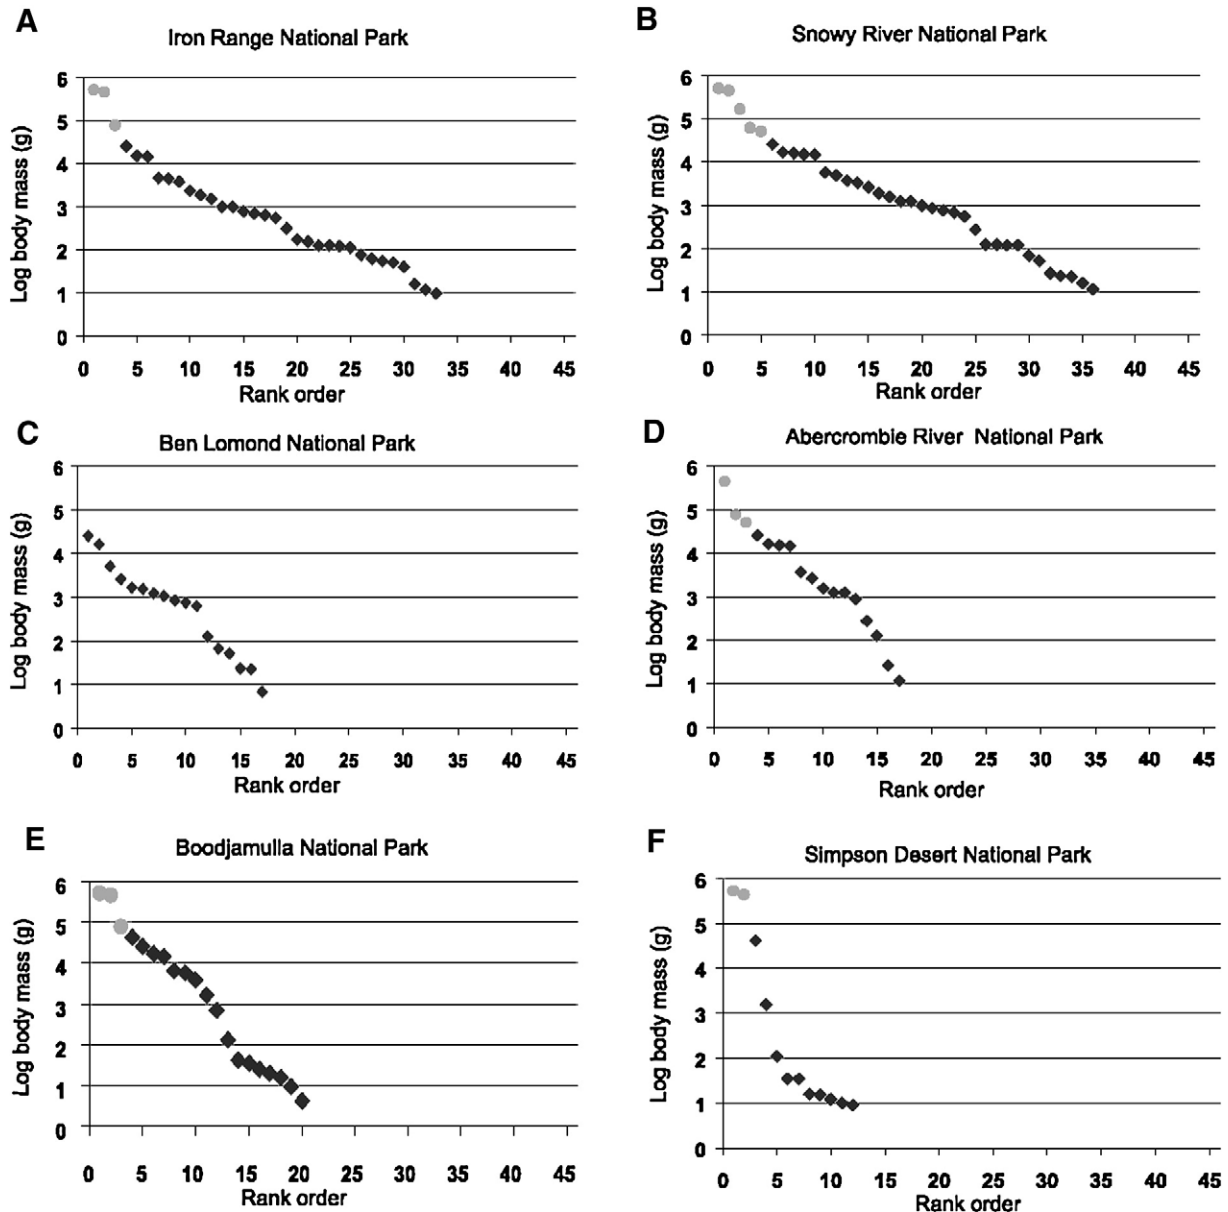 A
Iron Range National Park
6
5
4
3
2
1
0
Log body mass (g)
0 5 10 15 20 25 30 35 40 45
Rank order
B
Snowy River National Park
6
5
4
3
2
1
0
Log body mass (g)
0 5 10 15 20 25 30 35 40 45
Rank order
C
Ben Lomond National Park
6
5
4
3
2
1
0
Log body mass (g)
0 5 10 15 20 25 30 35 40 45
Rank order
D
Abercrombie River National Park
6
5
4
3
2
1
0
Log body mass (g)
0 5 10 15 20 25 30 35 40 45
Rank order
E
Boodjamulla National Park
6
5
4
3
2
1
0
Log body mass (g)
0 5 10 15 20 25 30 35 40 45
Rank order
F
Simpson Desert National Park
6
5
4
3
2
1
0
Log body mass (g)
0 5 10 15 20 25 30 35 40 45
Rank order